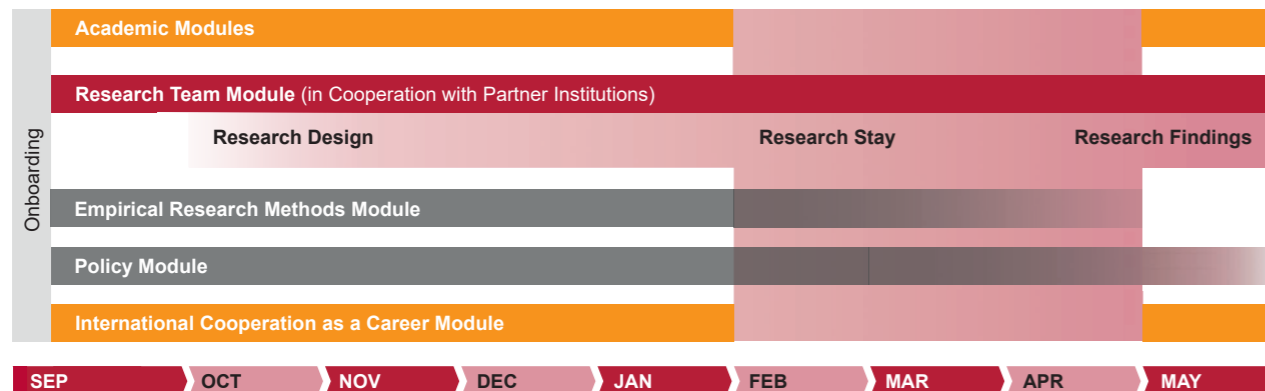 Onboarding
Academic Modules
Research Team Module (in Cooperation with Partner Institutions)
Research Design
Research Stay
Research Findings
Empirical Research Methods Module
Policy Module
International Cooperation as a Career Module
SEP OCT NOV DEC JAN FEB MAR APR MAY